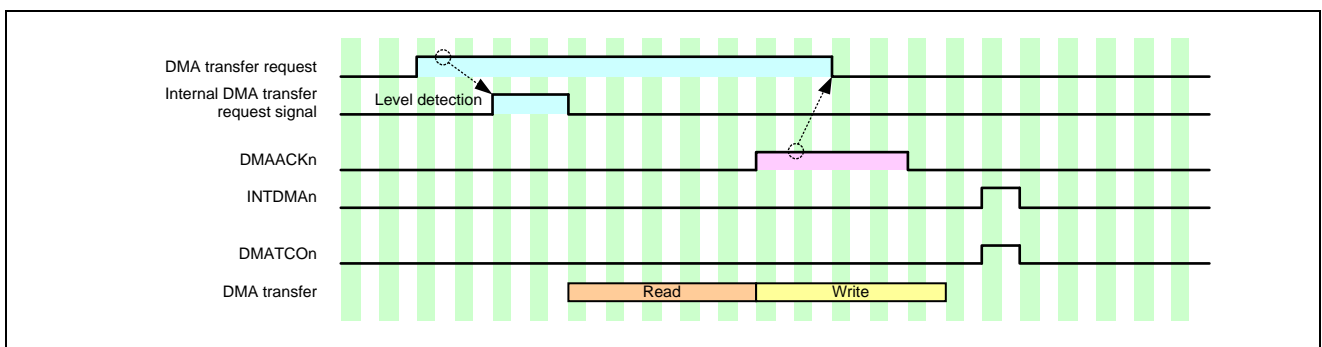 DMA transfer request
Internal DMA transfer
request signal
Level detection
DMAACKn
INTDMAn
DMATCOn
DMA transfer
Read
Write